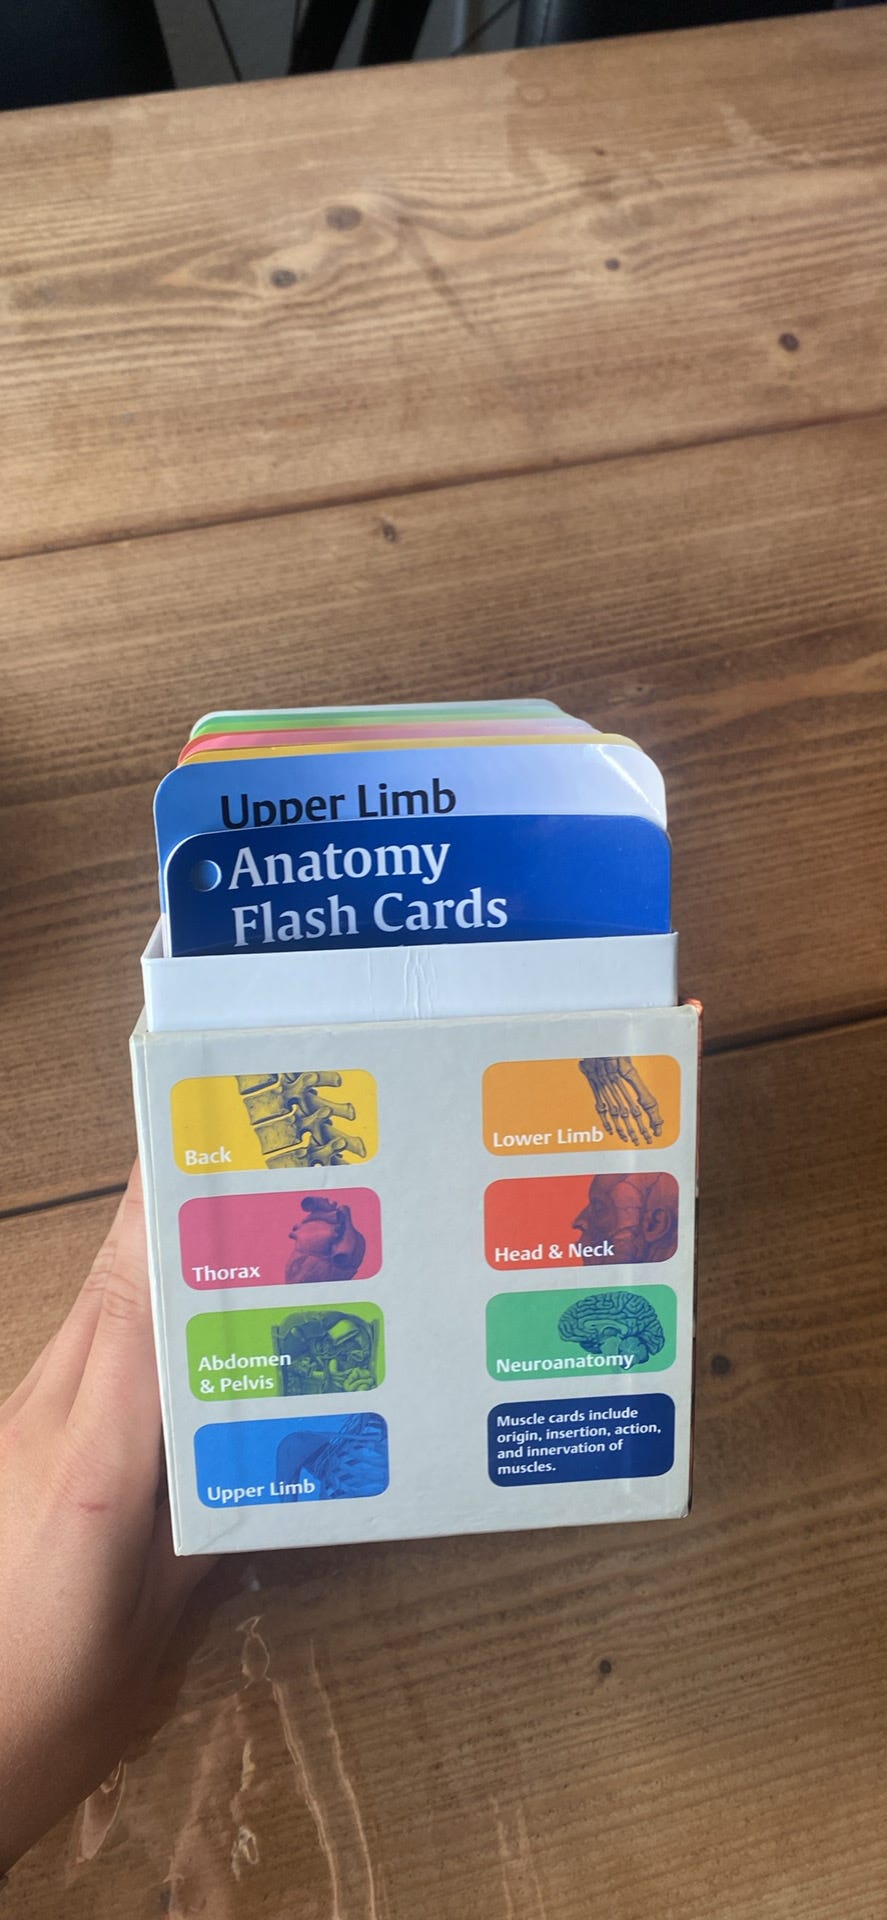 Upper Limb
Anatomy
Flash Cards
Back
Thorax
Abdomen
& Pelvis
Upper Limb
Lower Limb
Head & Neck
Neuroanatomy
Muscle cards include
origin, insertion, action,
and innervation of
muscles.